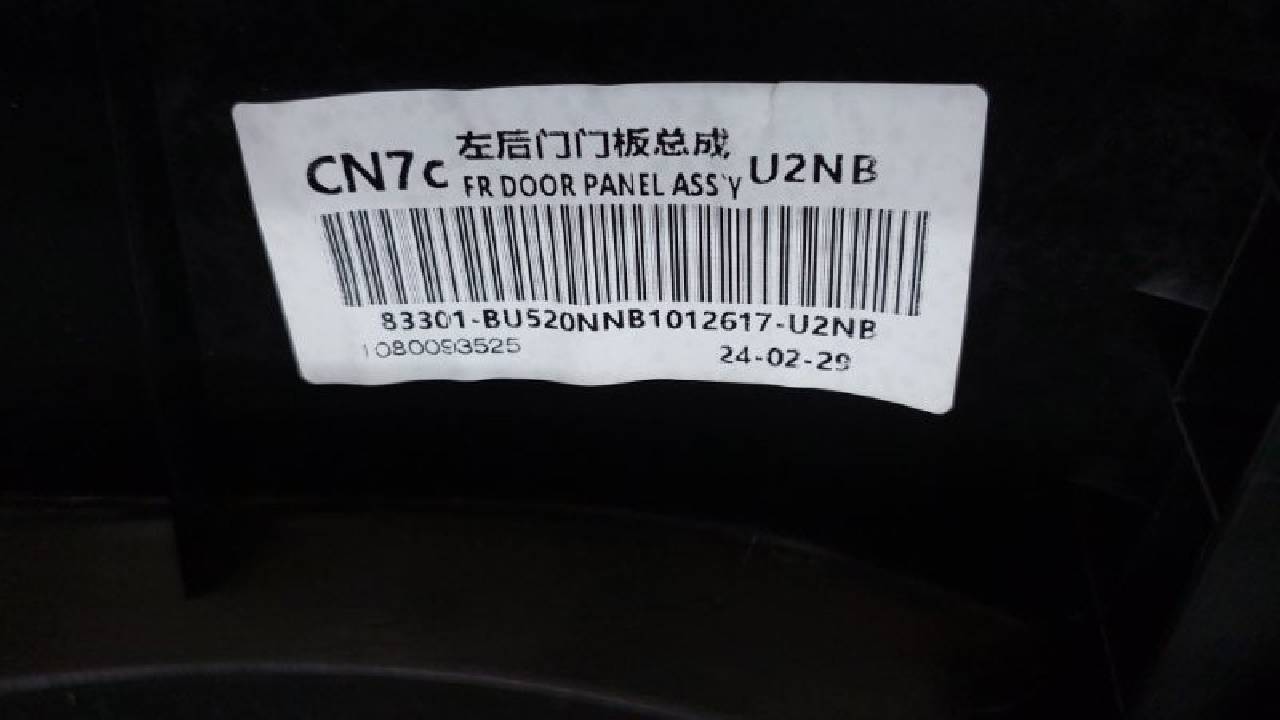 CN7c 左后门门板总成 U2NB
FR DOOR PANEL ASS'Y
83301-BU520NNB1012617-U2NB
1080093525
24-02-29